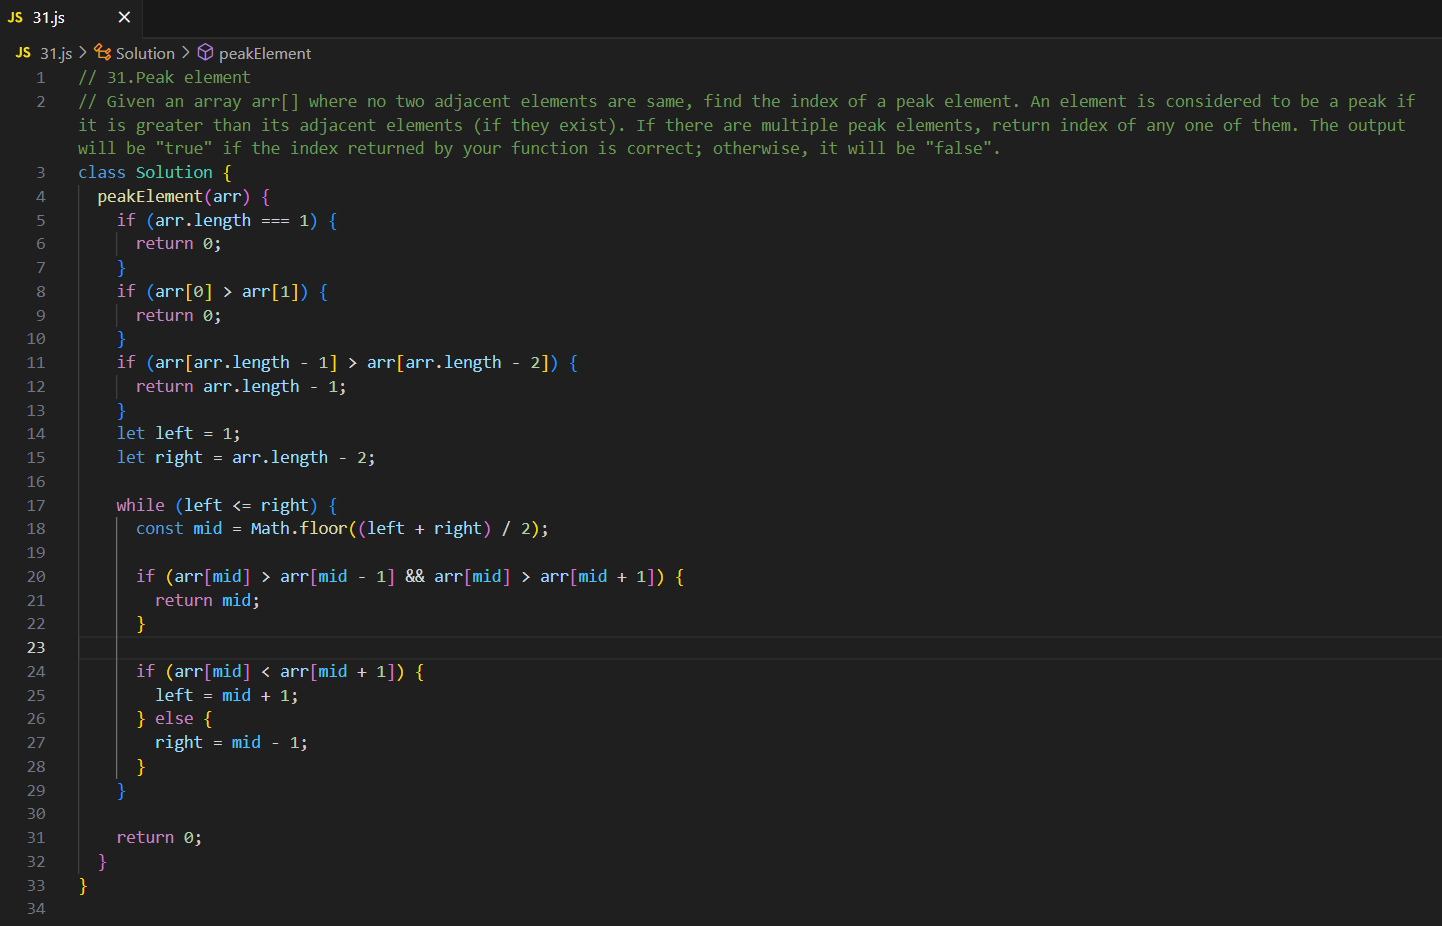 JS 31.js ×
JS 31.js > Solution > peakElement
1 // 31.Peak element
2 // Given an array arr[] where no two adjacent elements are same, find the index of a peak element. An element is considered to be a peak if
it is greater than its adjacent elements (if they exist). If there are multiple peak elements, return index of any one of them. The output
will be "true" if the index returned by your function is correct; otherwise, it will be "false".
3 class Solution {
4   peakElement(arr) {
5     if (arr.length === 1) {
6       return 0;
7     }
8     if (arr[0] > arr[1]) {
9       return 0;
10     }
11     if (arr[arr.length - 1] > arr[arr.length - 2]) {
12       return arr.length - 1;
13     }
14     let left = 1;
15     let right = arr.length - 2;
16
17     while (left <= right) {
18       const mid = Math.floor((left + right) / 2);
19
20       if (arr[mid] > arr[mid - 1] && arr[mid] > arr[mid + 1]) {
21         return mid;
22       }
23
24       if (arr[mid] < arr[mid + 1]) {
25         left = mid + 1;
26       } else {
27         right = mid - 1;
28       }
29     }
30
31     return 0;
32   }
33 }
34